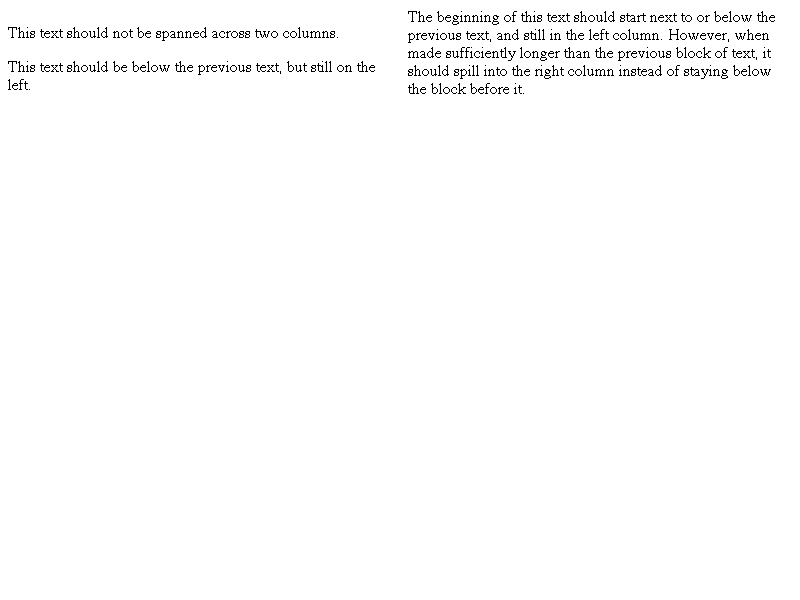 This text should not be spanned across two columns.
This text should be below the previous text, but still on the
left.
The beginning of this text should start next to or below the
previous text, and still in the left column. However, when
made sufficiently longer than the previous block of text, it
should spill into the right column instead of staying below
the block before it.